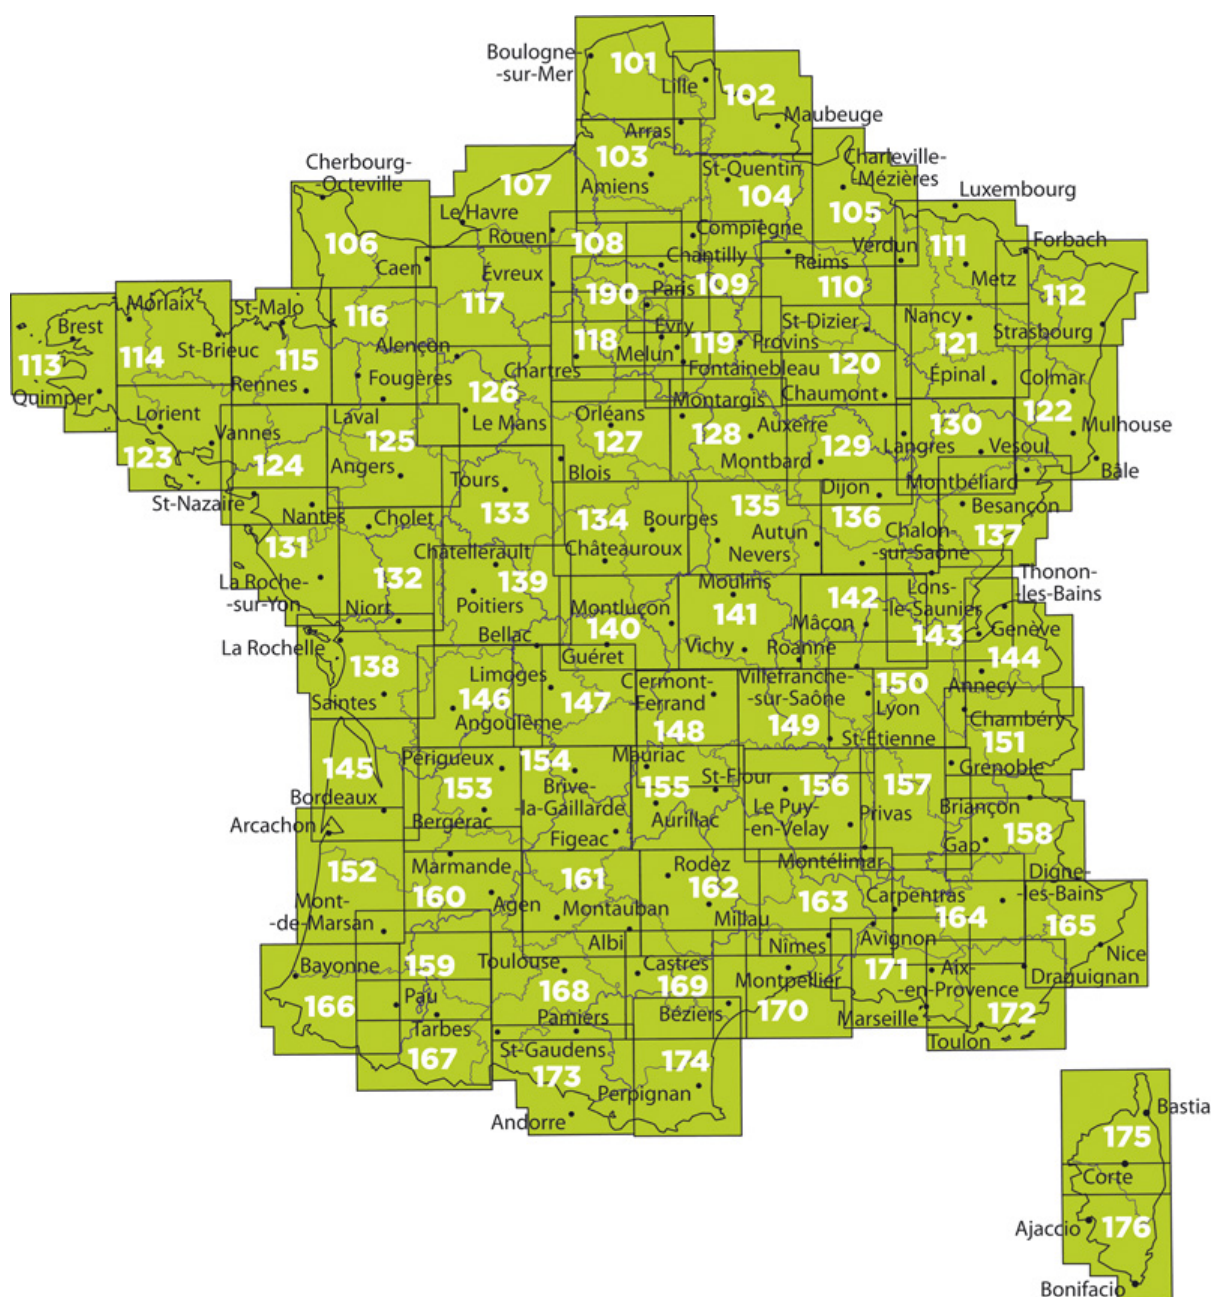 Boulogne-
-sur-Mer
101
Lille
102
Maubeuge
Arras
103
Amiens
St-Quentin
104
Charleville-
-Mézières
105
Cherbourg-
-Octeville
107
Luxembourg
Le Havre
Rouen
106
Caen
108
Compiègne
Chantilly
Verdun
111
Metz
Forbach
Évreux
190
Paris
109
Reims
110
112
Strasbourg
Morlaix
Brest
113
114
St-Brieuc
St-Malo
115
116
117
Alençon
118
Évry
Melun
119
Provins
St-Dizier
Nancy
121
Quimper
Rennes
Fougères
Chartres
Fontainebleau
120
Chaumont
Épinal
Colmar
122
Mulhouse
Lorient
Vannes
123
124
Laval
125
126
Le Mans
Orléans
127
Montargis
128
Auxerre
Montbard
129
Langres
130
Vesoul
Bâle
Angers
Tours
Blois
Dijon
Montbéliard
St-Nazaire
Nantes
Cholet
133
134
Bourges
135
Autun
136
Besançon
137
131
Châtellerault
Châteauroux
Nevers
Chalon-
-sur-Saône
La Roche-
-sur-Yon
132
Niort
139
Poitiers
Montluçon
140
Moulins
141
142
Mâcon
Lons-
-le-Saunier
143
Thonon-
-les-Bains
Genève
La Rochelle
Bellac
Guéret
Vichy
Roanne
144
138
Saintes
Limoges
146
Angoulème
147
Clermont-
-Ferrand
148
Villefranche-
-sur-Saône
149
150
Lyon
Annecy
Chambéry
St-Etienne
151
Grenoble
145
Bordeaux
Périgueux
153
Bergerac
154
Brive-
-la-Gaillarde
Figeac
Mauriac
155
St-Flour
Aurillac
156
Le Puy-
-en-Velay
157
Privas
Briançon
158
Gap
Arcachon
Montélimar
152
Marmande
160
Agen
161
Montauban
Rodez
162
Millau
163
Carpentras
164
Digne-
-les-Bains
165
Mont-
-de-Marsan
Albi
Nîmes
Avignon
Nice
Bayonne
159
Toulouse
Castres
Montpellier
171
Aix-
-en-Provence
Draguignan
166
Pau
168
169
170
172
Tarbes
Pamiers
Béziers
Marseille
Toulon
167
St-Gaudens
173
174
Perpignan
Andorre
Bastia
175
Corte
Ajaccio
176
Bonifacio